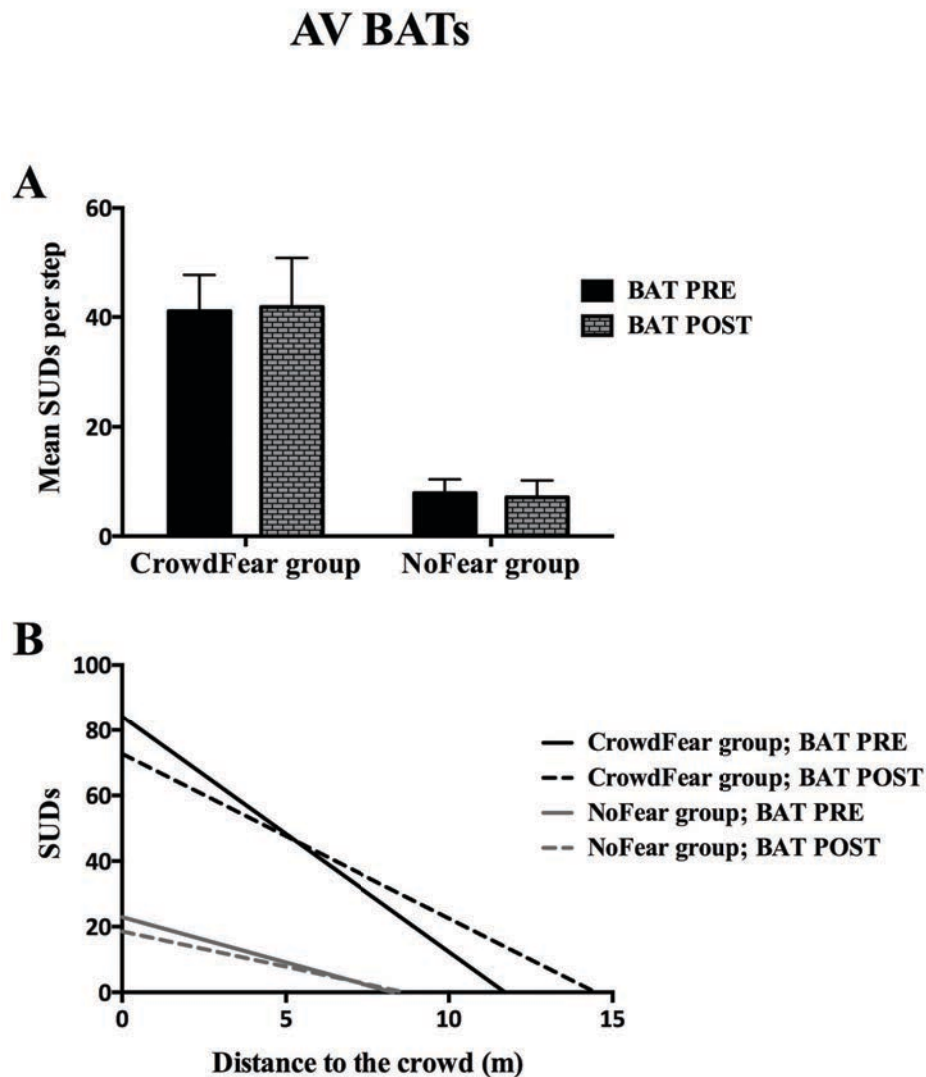 AV BATs
A
60
40
20
0
Mean SUDs per step
BAT PRE
BAT POST
CrowdFear group
NoFear group
B
100
80
60
40
20
0
SUDs
CrowdFear group; BAT PRE
CrowdFear group; BAT POST
NoFear group; BAT PRE
NoFear group; BAT POST
0
5
10
15
Distance to the crowd (m)